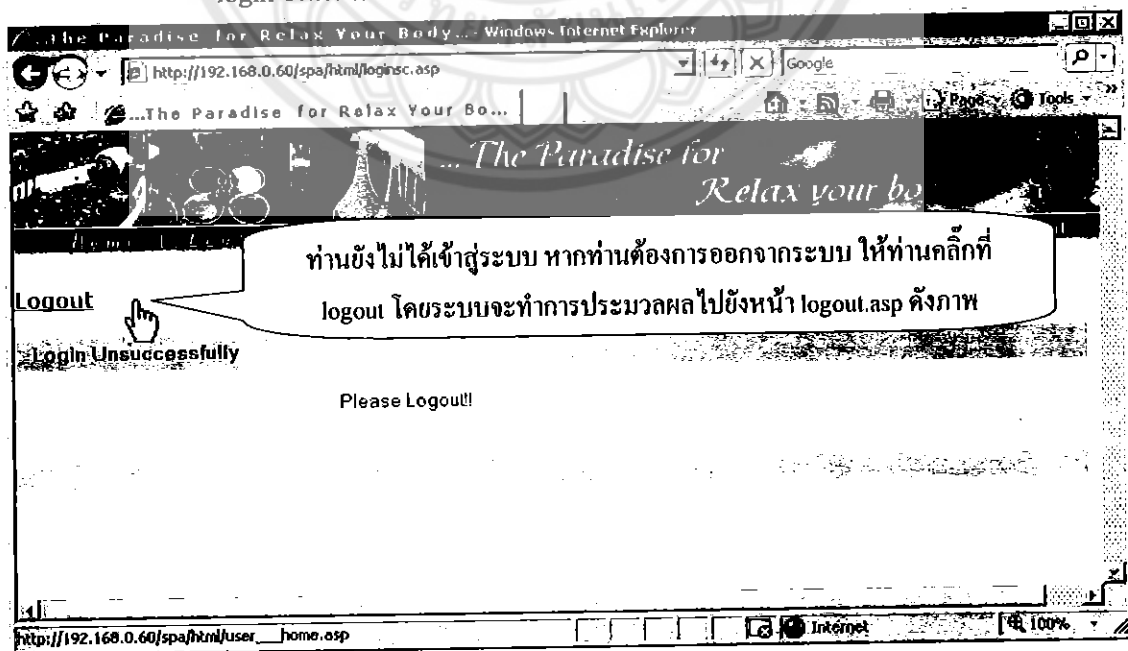 ...The Paradise for Relax Your Body... - Windows Internet Explorer
http://192.168.0.60/spa/html/loginsc.asp
Google
...The Paradise for Relax Your Bo...
Page
Tools
... The Paradise for
Relax your bo
ท่านยังไม่ได้เข้าสู่ระบบ หากท่านต้องการออกจากระบบ ให้ท่านคลิ๊กที่
logout โดยระบบจะทำการประมวลผลไปยังหน้า logout.asp ดังภาพ
Logout
Login Unsuccessfully
Please Logout!!
http://192.168.0.60/spa/html/user__home.asp
Internet
100%